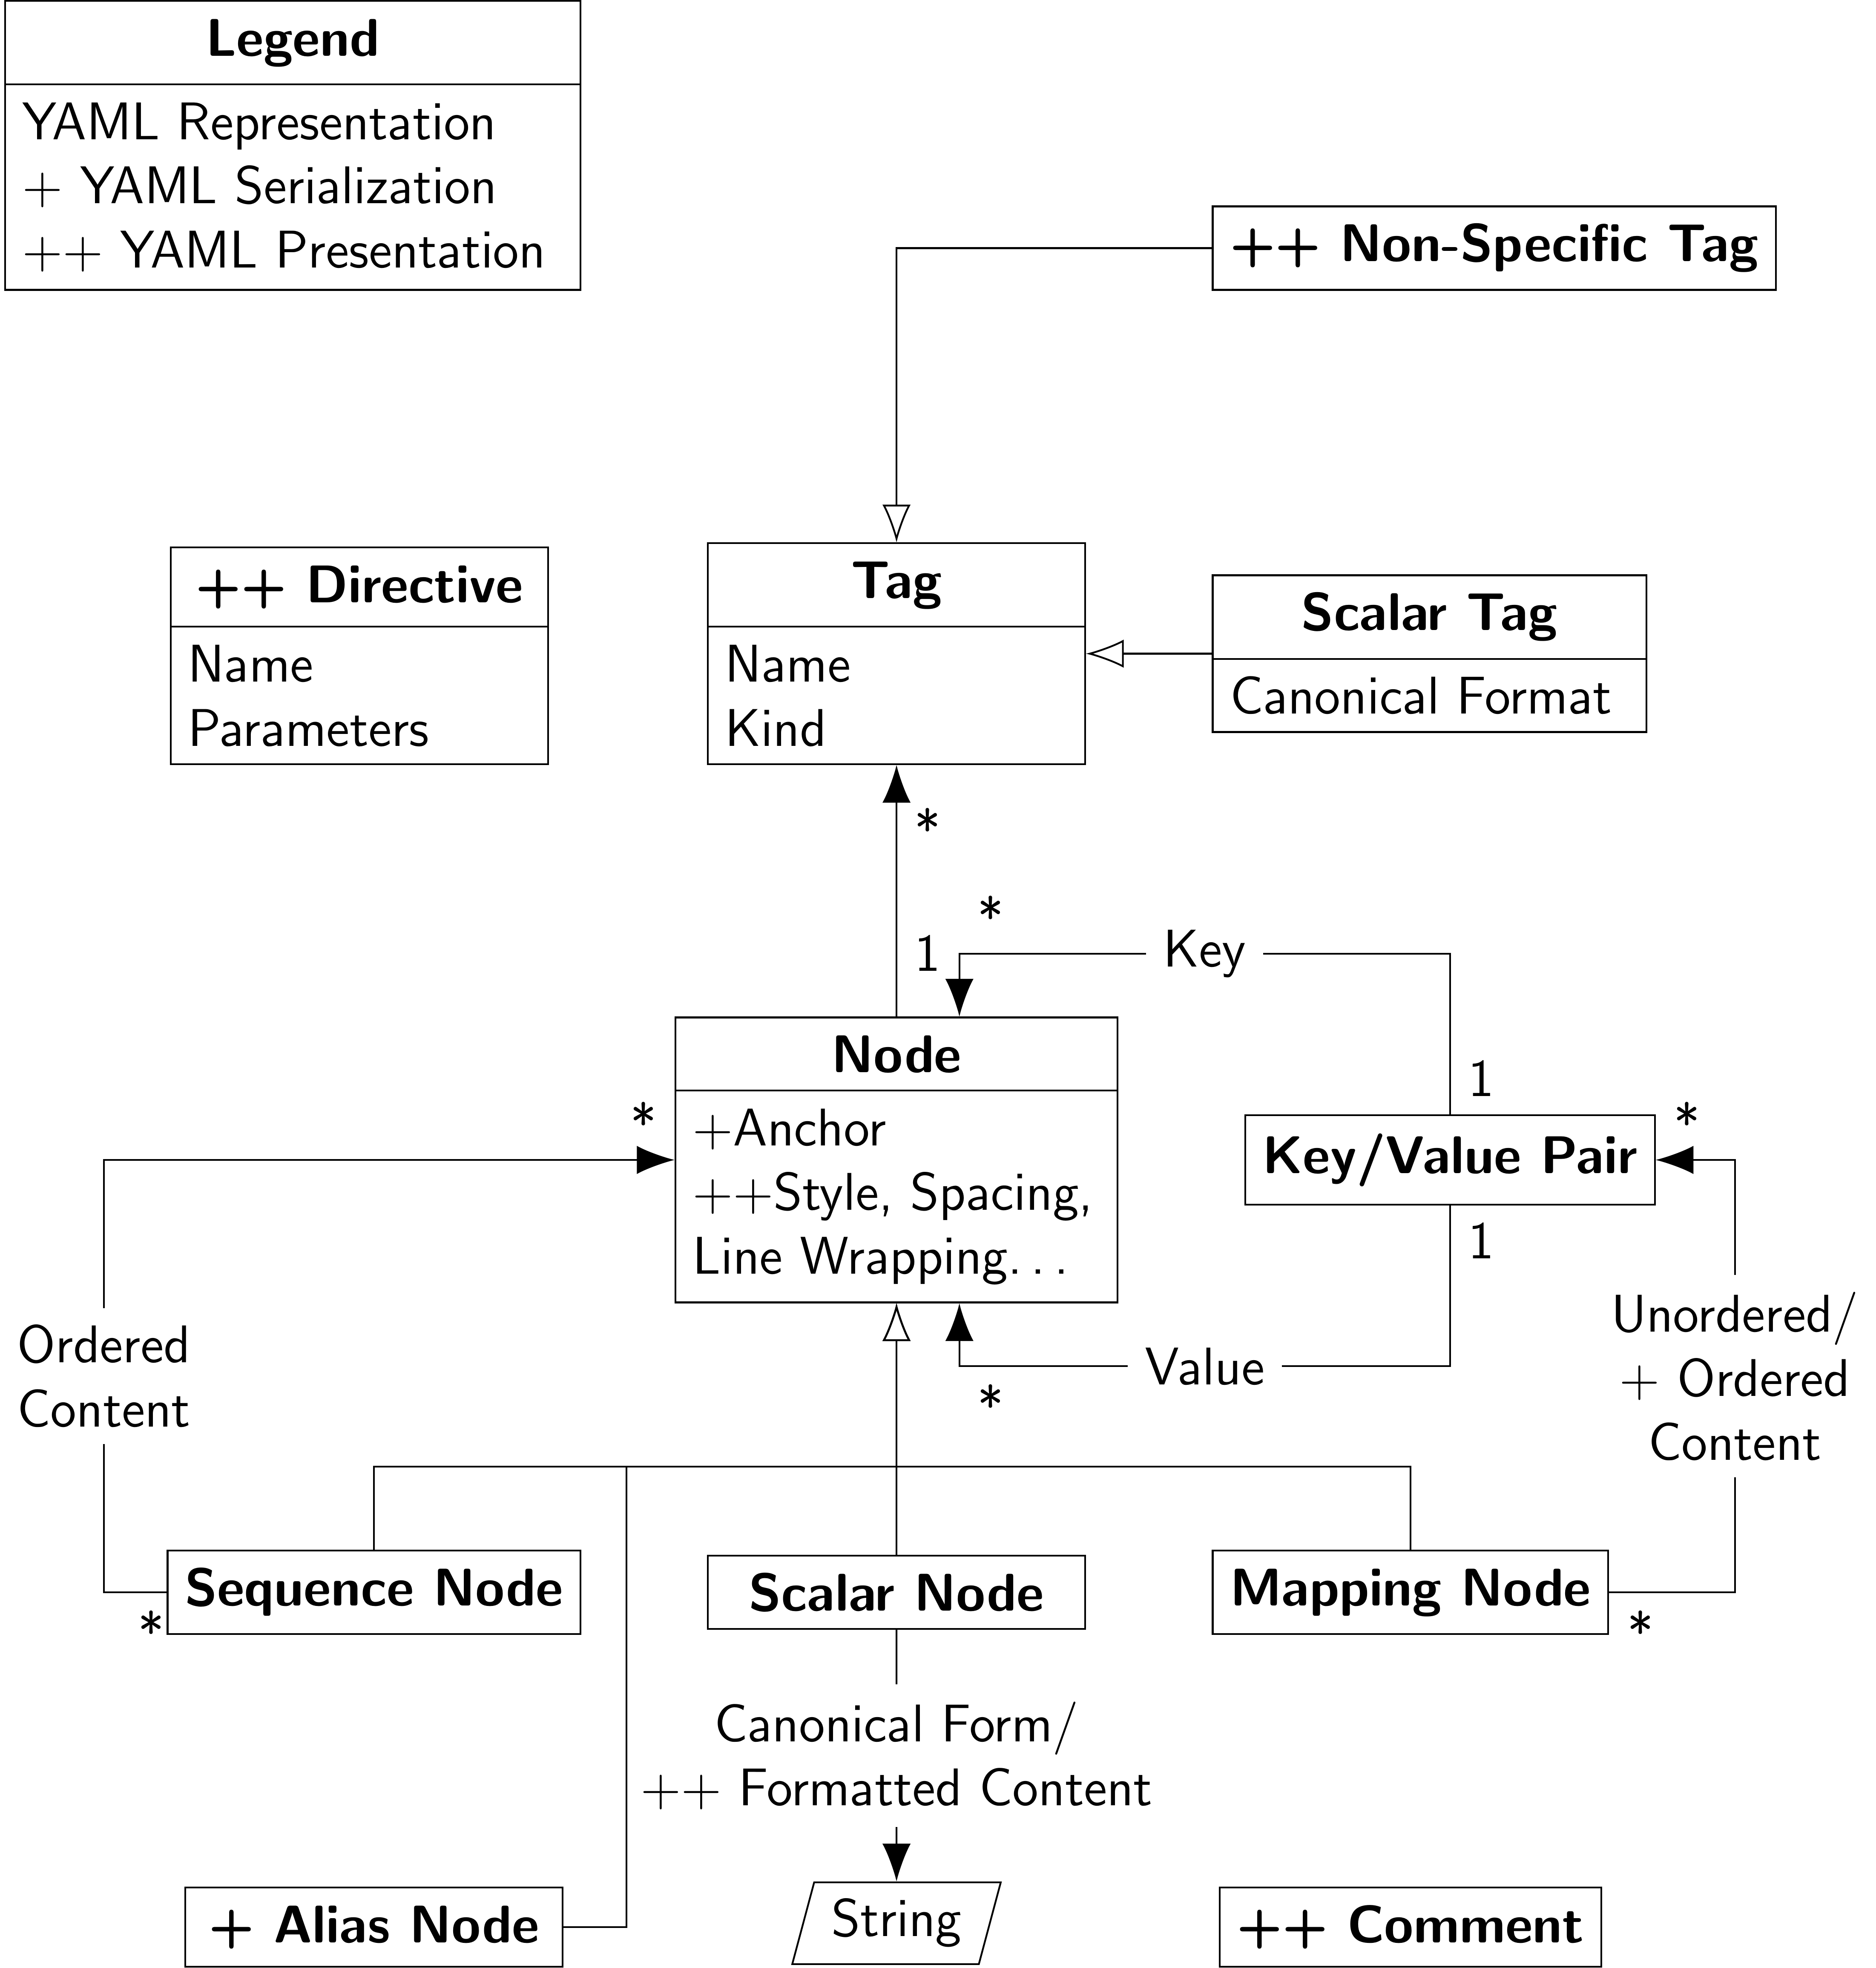 Legend
YAML Representation
+ YAML Serialization
++ YAML Presentation
++ Non-Specific Tag
++ Directive
Name
Parameters
Tag
Name
Kind
Scalar Tag
Canonical Format
*
*
1
Key
1
Node
+Anchor
++Style, Spacing,
Line Wrapping...
*
Key/Value Pair
*
1
Value
*
Ordered
Content
Unordered/
+ Ordered
Content
Sequence Node
*
Scalar Node
Mapping Node
*
Canonical Form/
++ Formatted Content
+ Alias Node
String
++ Comment